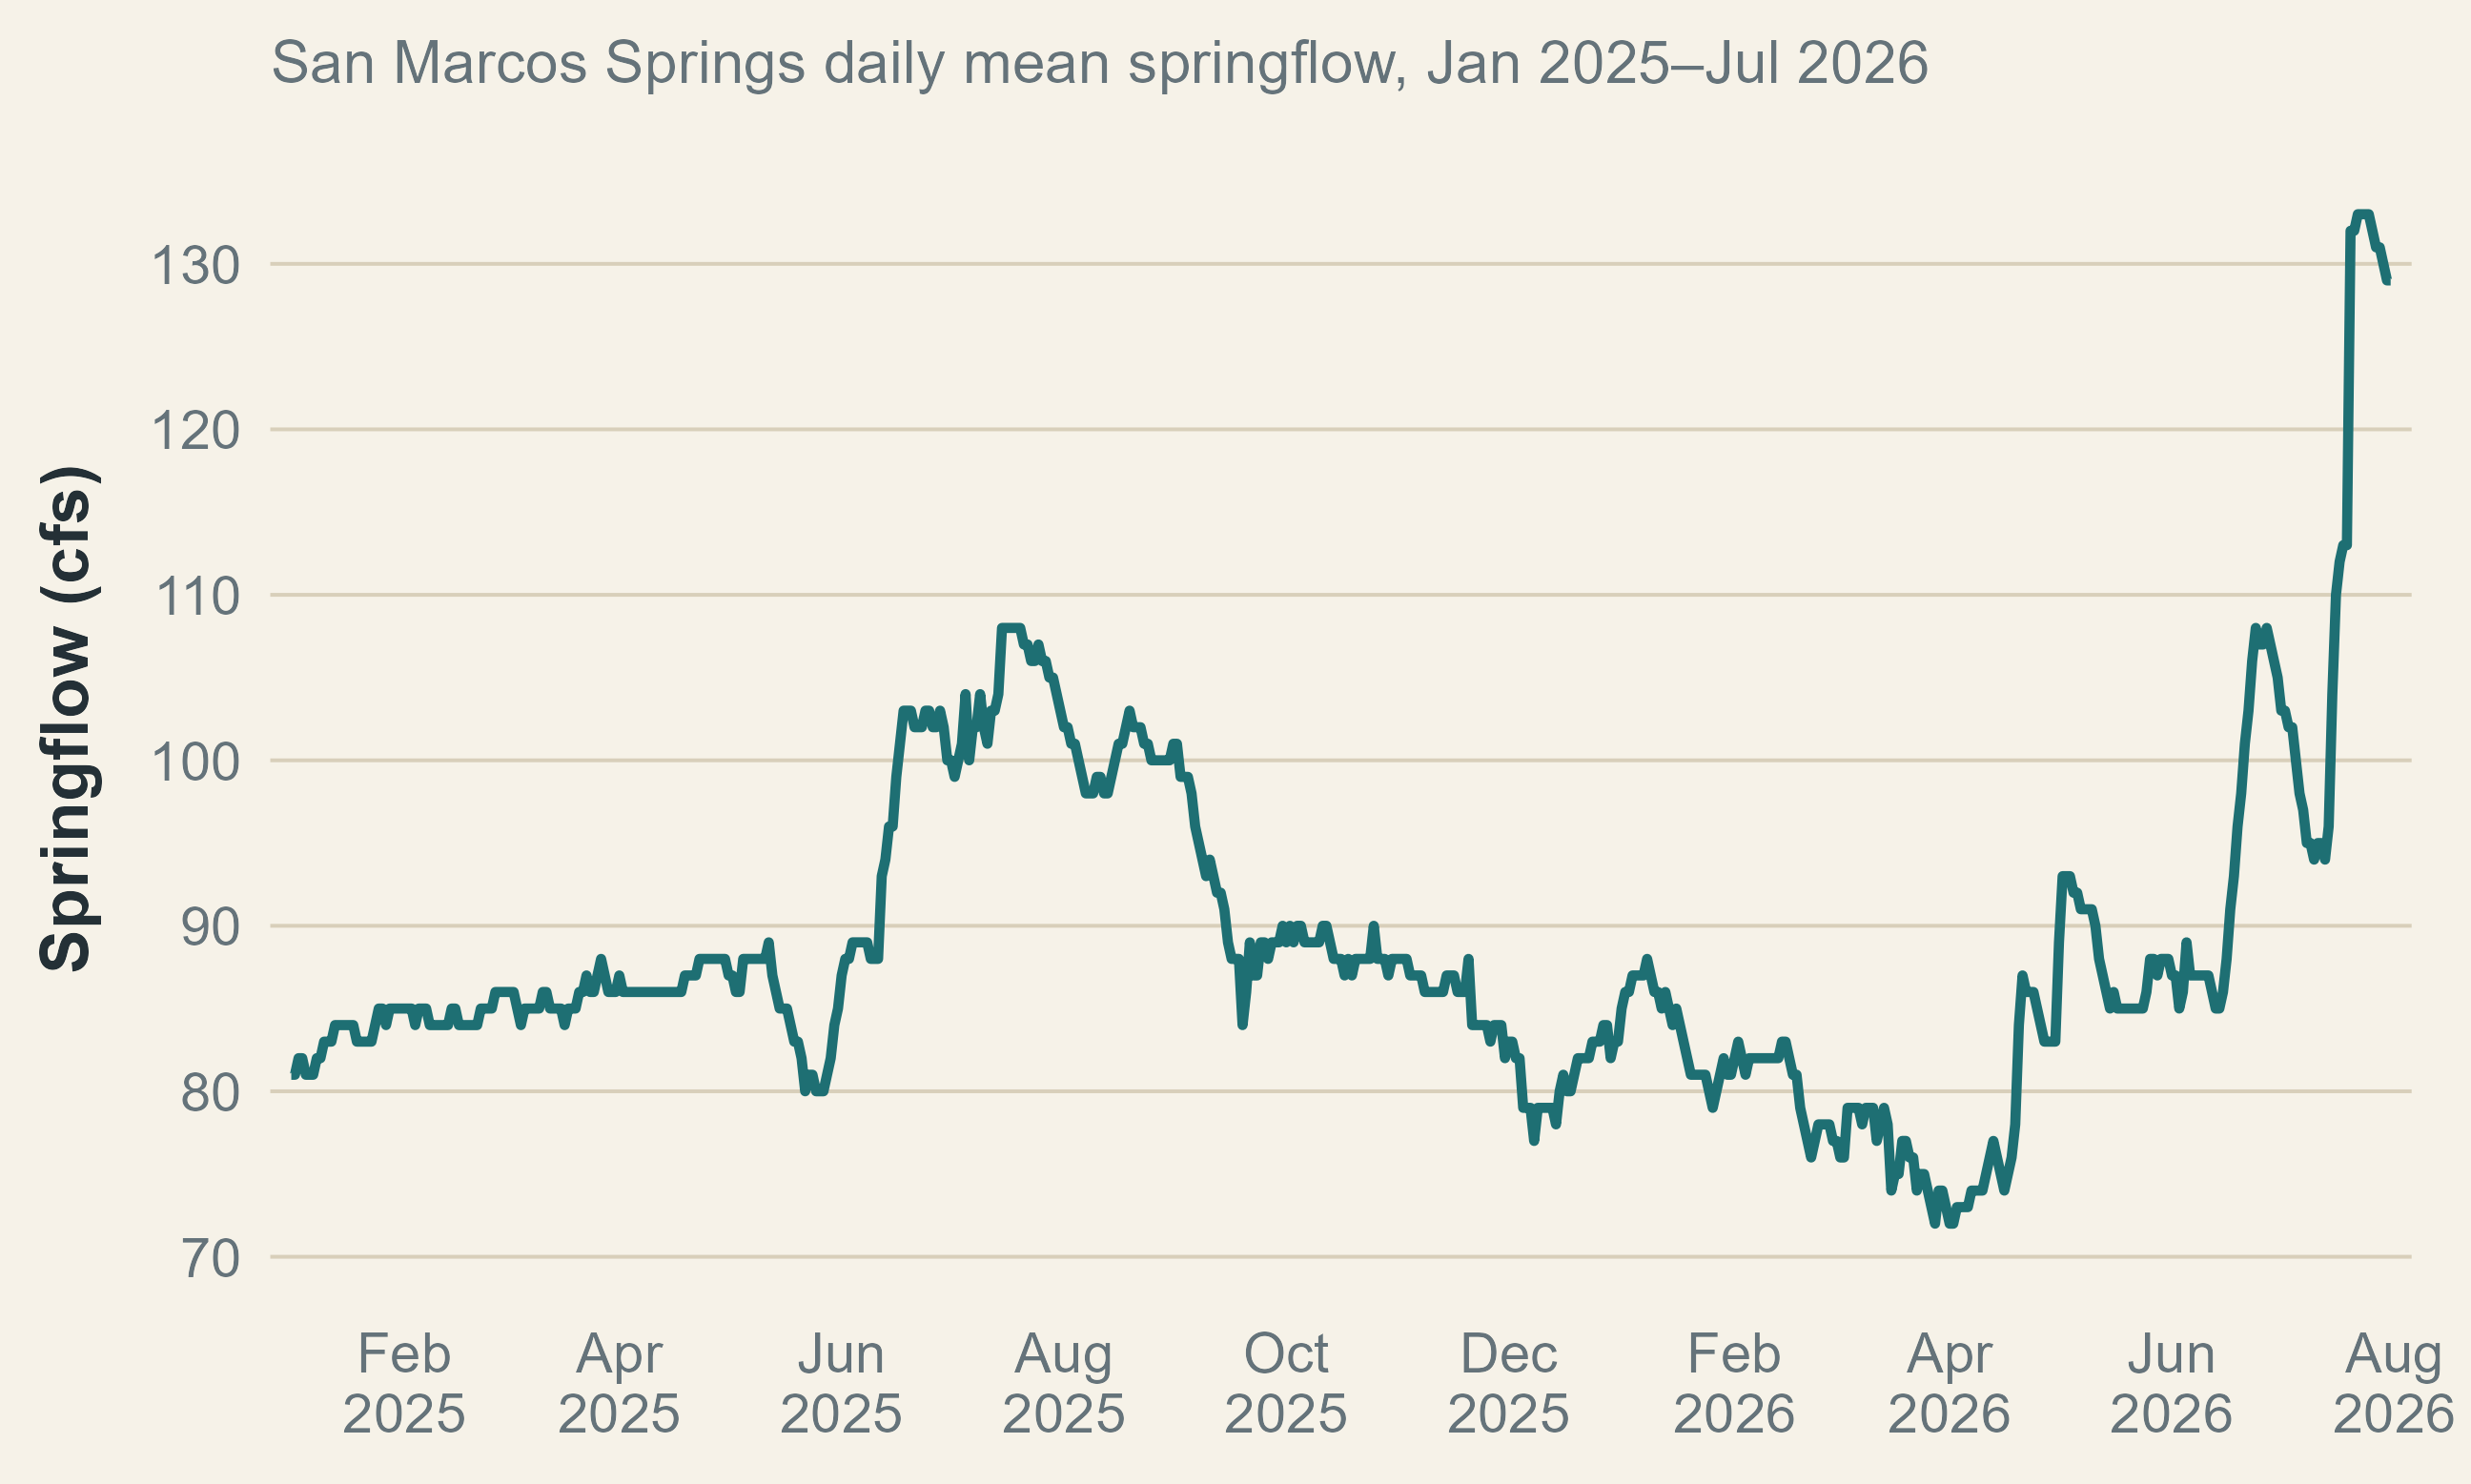 San Marcos Springs daily mean springflow, Jan 2025–Jul 2026
Springflow (cfs)
130
120
110
100
90
80
70
Feb Apr Jun Aug Oct Dec Feb Apr Jun Aug
2025 2025 2025 2025 2025 2025 2026 2026 2026 2026